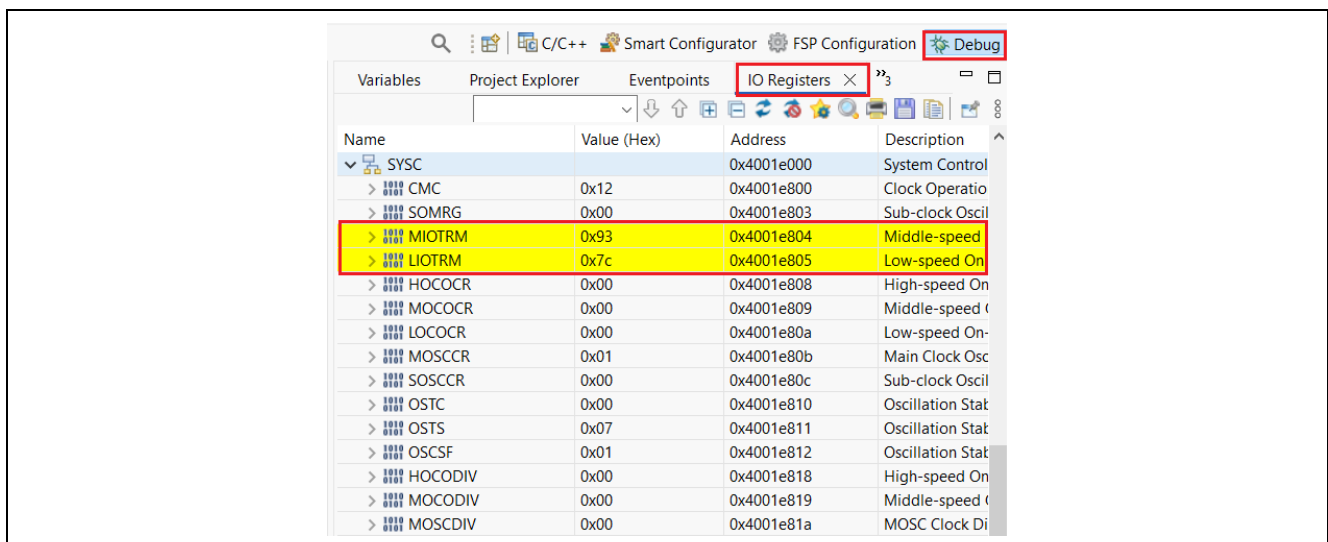 C/C++ Smart Configurator FSP Configuration Debug
Variables Project Explorer Eventpoints IO Registers »3
Name Value (Hex) Address Description
SYSC 0x4001e000 System Control
CMC 0x12 0x4001e800 Clock Operatio
SOMRG 0x00 0x4001e803 Sub-clock Oscil
MIOTRM 0x93 0x4001e804 Middle-speed
LIOTRM 0x7c 0x4001e805 Low-speed On
HOCOCR 0x00 0x4001e808 High-speed On
MOCOCR 0x00 0x4001e809 Middle-speed (
LOCOCR 0x00 0x4001e80a Low-speed On-
MOSCCR 0x01 0x4001e80b Main Clock Osc
SOSCCR 0x00 0x4001e80c Sub-clock Oscil
OSTC 0x00 0x4001e810 Oscillation Stab
OSTS 0x07 0x4001e811 Oscillation Stab
OSCSF 0x01 0x4001e812 Oscillation Stab
HOCODIV 0x00 0x4001e818 High-speed On
MOCODIV 0x00 0x4001e819 Middle-speed (
MOSCDIV 0x00 0x4001e81a MOSC Clock Di